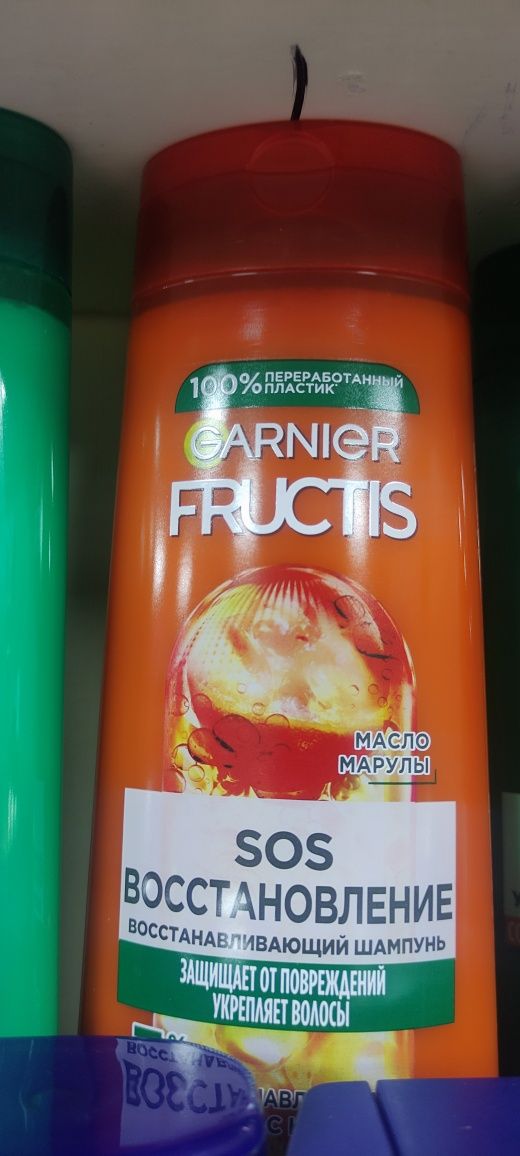 100% ПЕРЕРАБОТАННЫЙ
ПЛАСТИК*
GARNIER
FRUCTIS
МАСЛО
МАРУЛЫ
SOS
ВОССТАНОВЛЕНИЕ
ВОССТАНАВЛИВАЮЩИЙ ШАМПУНЬ
ЗАЩИЩАЕТ ОТ ПОВРЕЖДЕНИЙ
УКРЕПЛЯЕТ ВОЛОСЫ